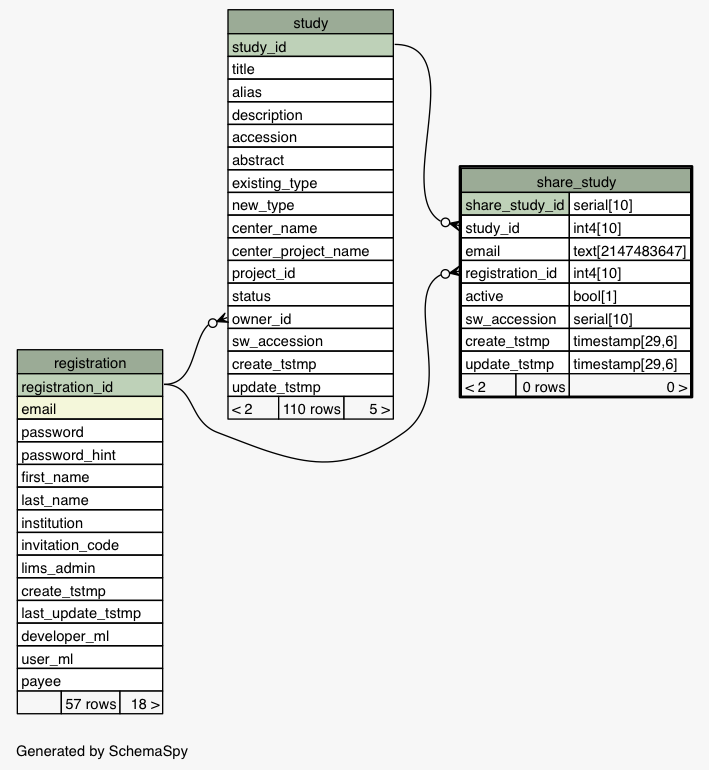 study
study_id
title
alias
description
accession
abstract
existing_type
new_type
center_name
center_project_name
project_id
status
owner_id
sw_accession
create_tstmp
update_tstmp
< 2 110 rows 5 >
share_study
share_study_id serial[10]
study_id int4[10]
email text[2147483647]
registration_id int4[10]
active bool[1]
sw_accession serial[10]
create_tstmp timestamp[29,6]
update_tstmp timestamp[29,6]
< 2 0 rows 0 >
registration
registration_id
email
password
password_hint
first_name
last_name
institution
invitation_code
lims_admin
create_tstmp
last_update_tstmp
developer_ml
user_ml
payee
57 rows 18 >
Generated by SchemaSpy